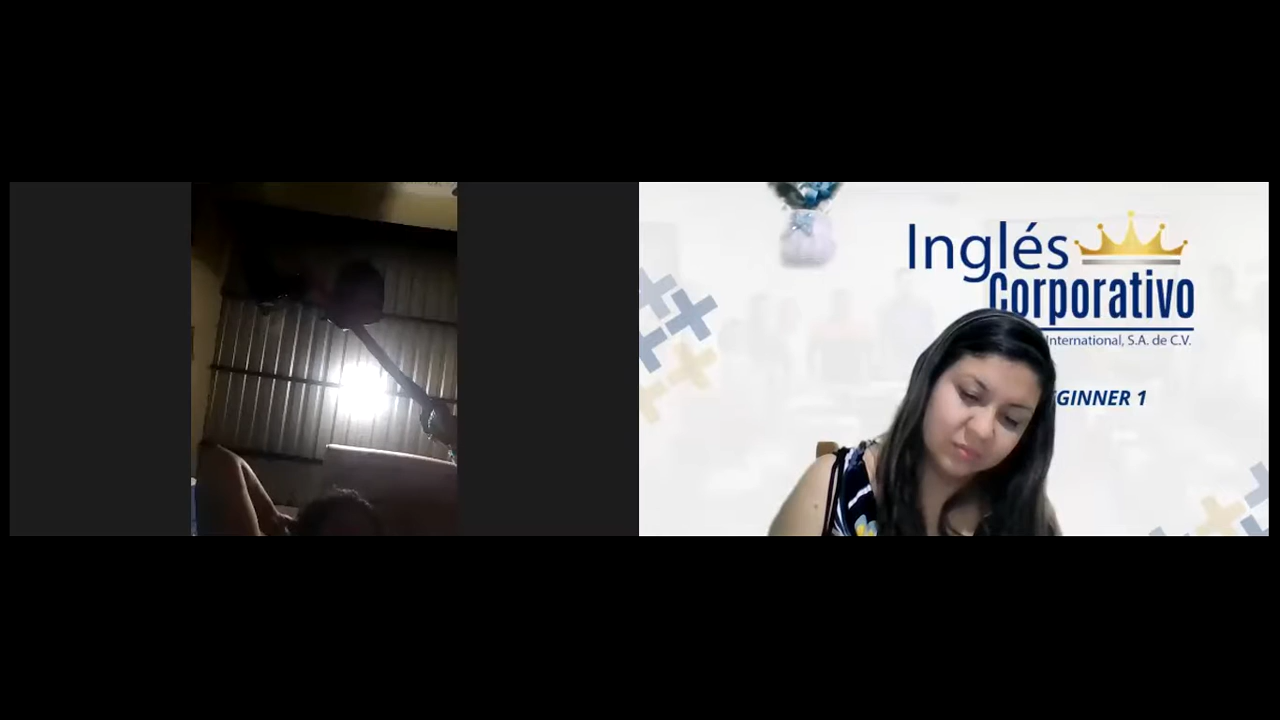 Inglés
Corporativo
International, S.A. de C.V.
GINNER 1